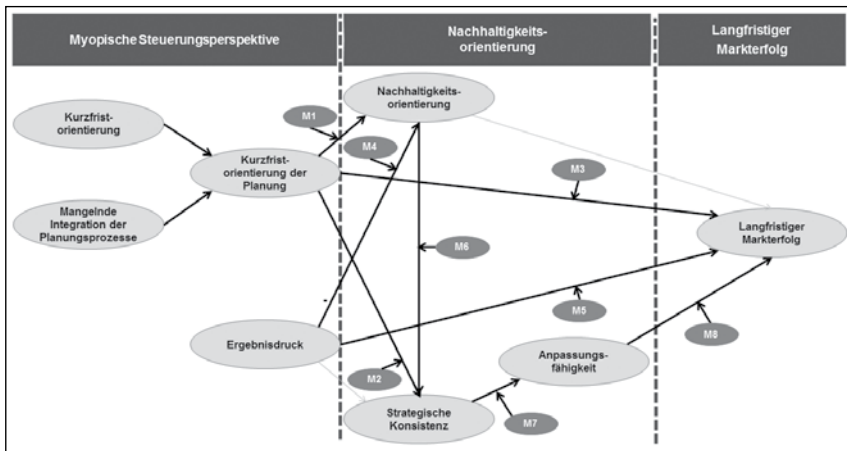 Myopische Steuerungsperspektive
Nachhaltigkeits-
orientierung
Langfristiger
Markterfolg
Kurzfrist-
orientierung
Mangelnde
Integration der
Planungsprozesse
Kurzfrist-
orientierung der
Planung
Ergebnisdruck
M1
Nachhaltigkeits-
orientierung
M4
M3
M6
M5
M2
Anpassungs-
fähigkeit
M8
Strategische
Konsistenz
M7
Langfristiger
Markterfolg